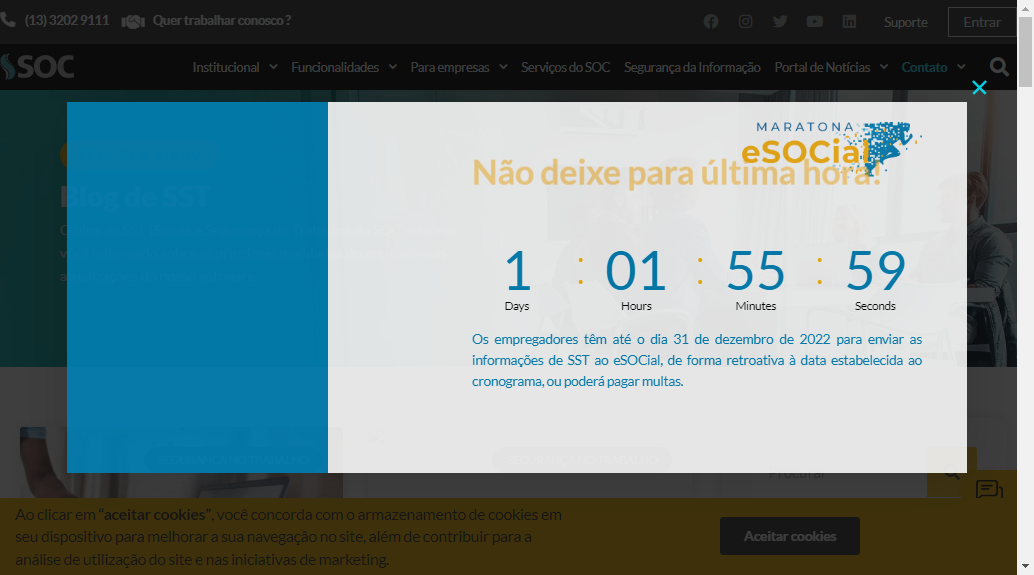 (13) 3202 9111 Quer trabalhar conosco ? Suporte Entrar
SOC Institucional Funcionalidades Para empresas Serviços do SOC Segurança da Informação Portal de Notícias Contato
MARATONA
eSOCial
Não deixe para última hora!
Blog de SST
1 : 01 : 55 : 59
Days Hours Minutes Seconds
Os empregadores têm até o dia 31 de dezembro de 2022 para enviar as
informações de SST ao eSOCial, de forma retroativa à data estabelecida ao
cronograma, ou poderá pagar multas.
Procurar
Ao clicar em “aceitar cookies”, você concorda com o armazenamento de cookies em
seu dispositivo para melhorar a sua navegação no site, além de contribuir para a
análise de utilização do site e nas iniciativas de marketing.
Aceitar cookies